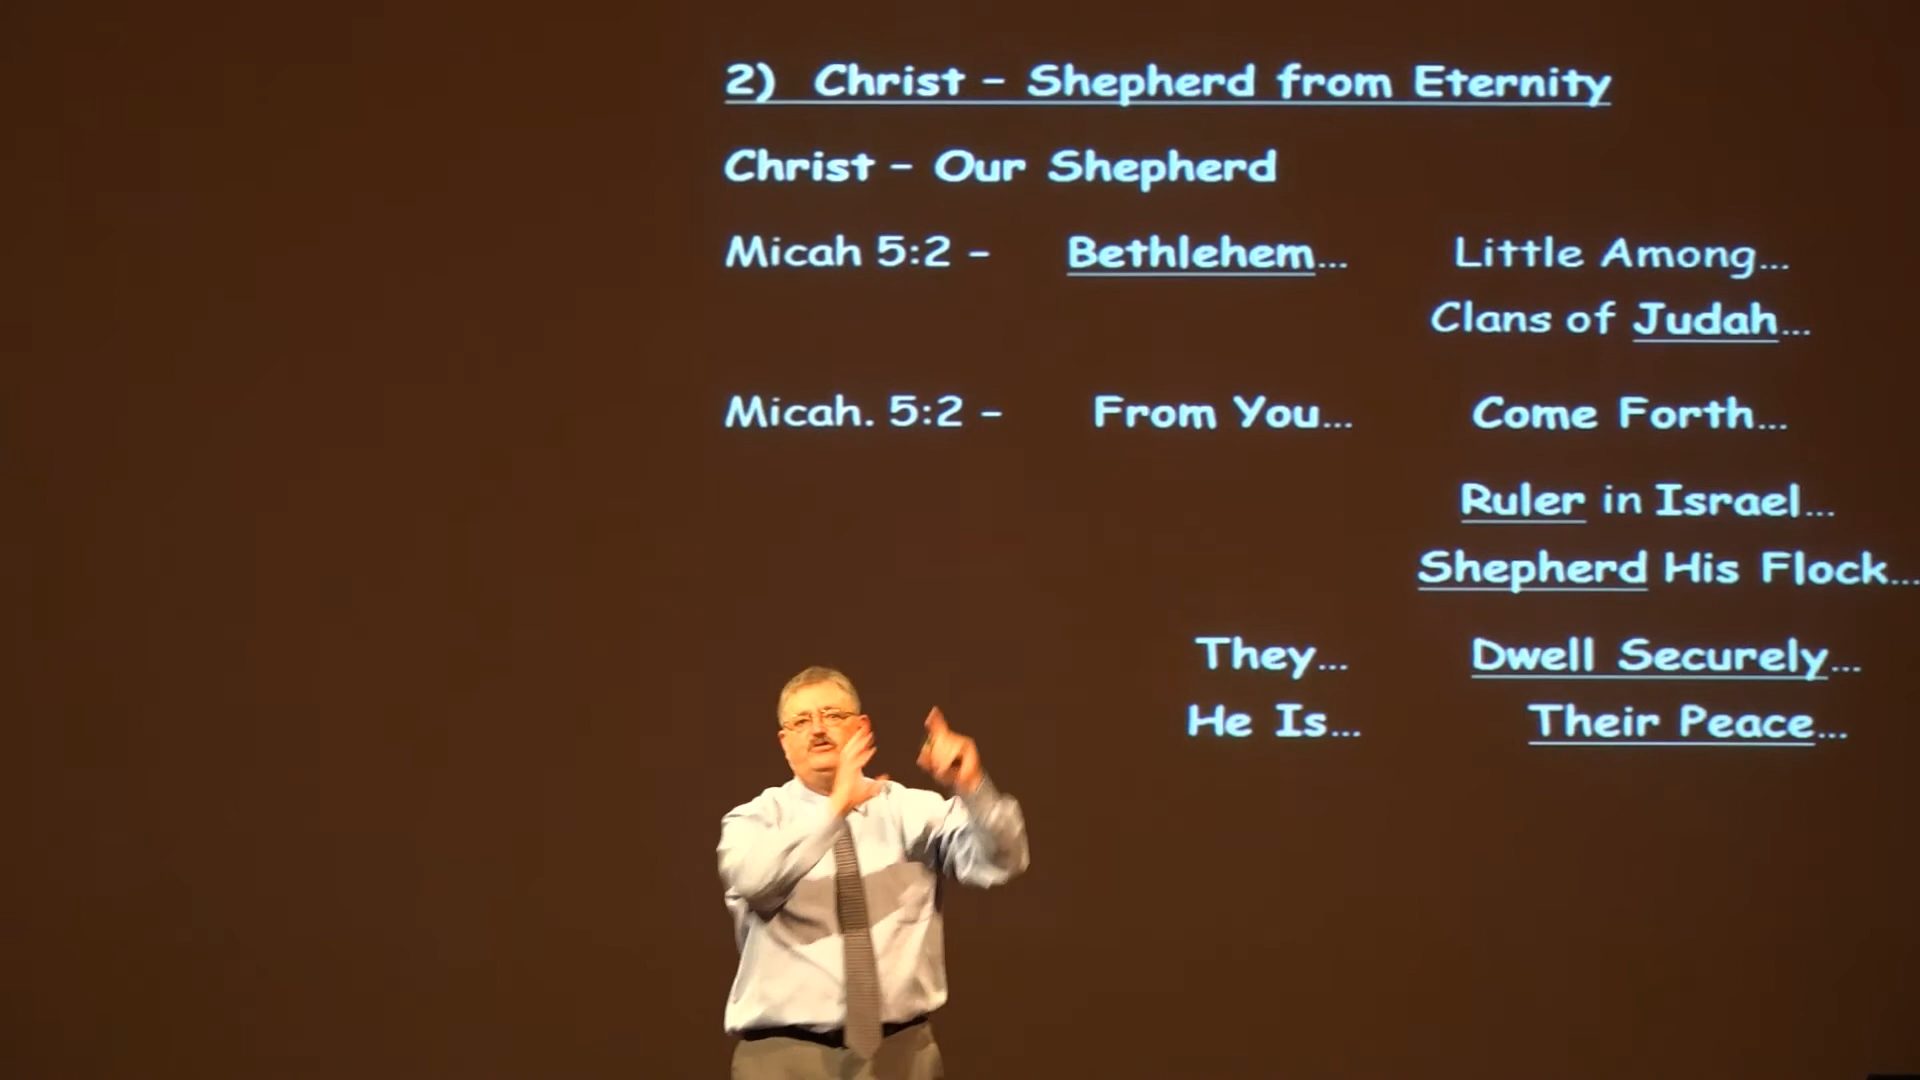 2) Christ – Shepherd from Eternity
Christ – Our Shepherd
Micah 5:2 – Bethlehem... Little Among...
Clans of Judah...
Micah. 5:2 – From You... Come Forth...
Ruler in Israel...
Shepherd His Flock...
They... Dwell Securely...
He Is... Their Peace...